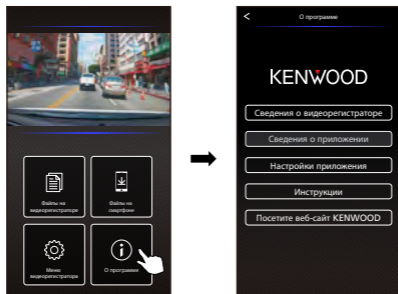 Файлы на
видеорегистраторе
Файлы на
смартфоне
Меню
видеорегистратора
О программе
О программе
KENWOOD
Сведения о видеорегистраторе
Сведения о приложении
Настройки приложения
Инструкции
Посетите веб-сайт KENWOOD